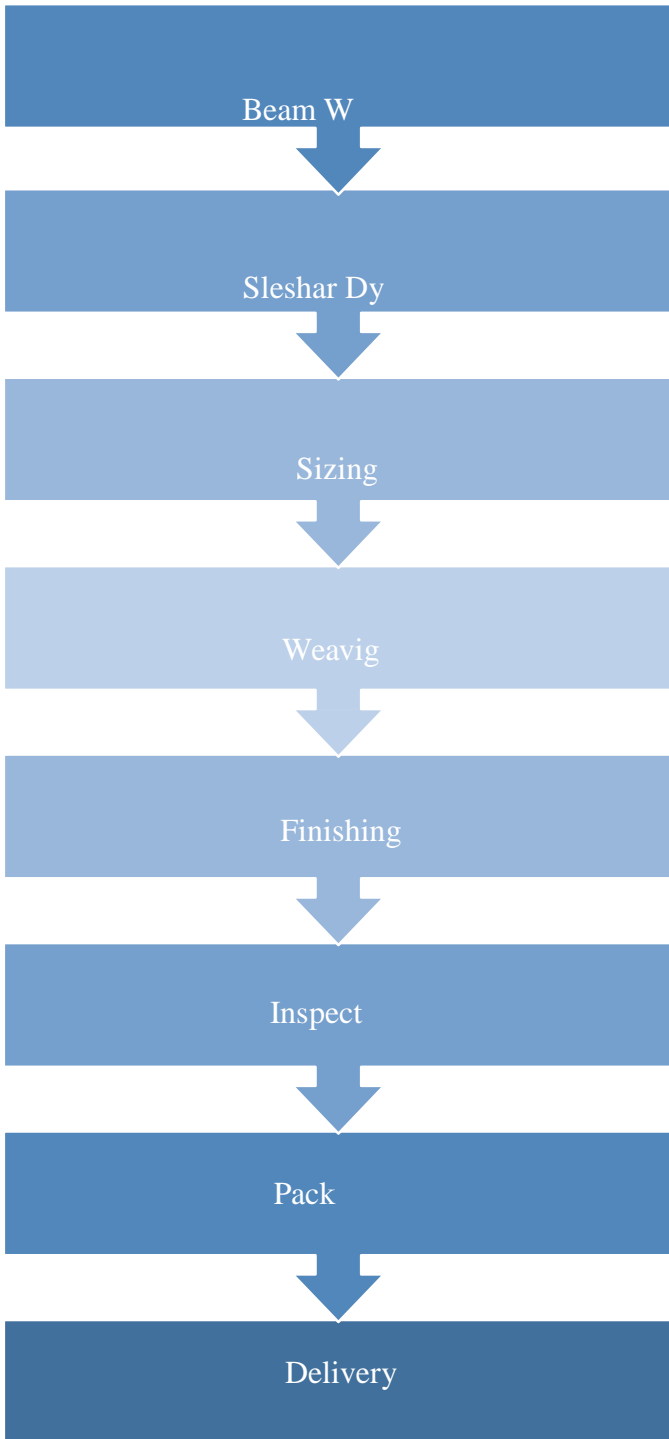 Beam W
Sleshar Dy
Sizing
Weavig
Finishing
Inspect
Pack
Delivery